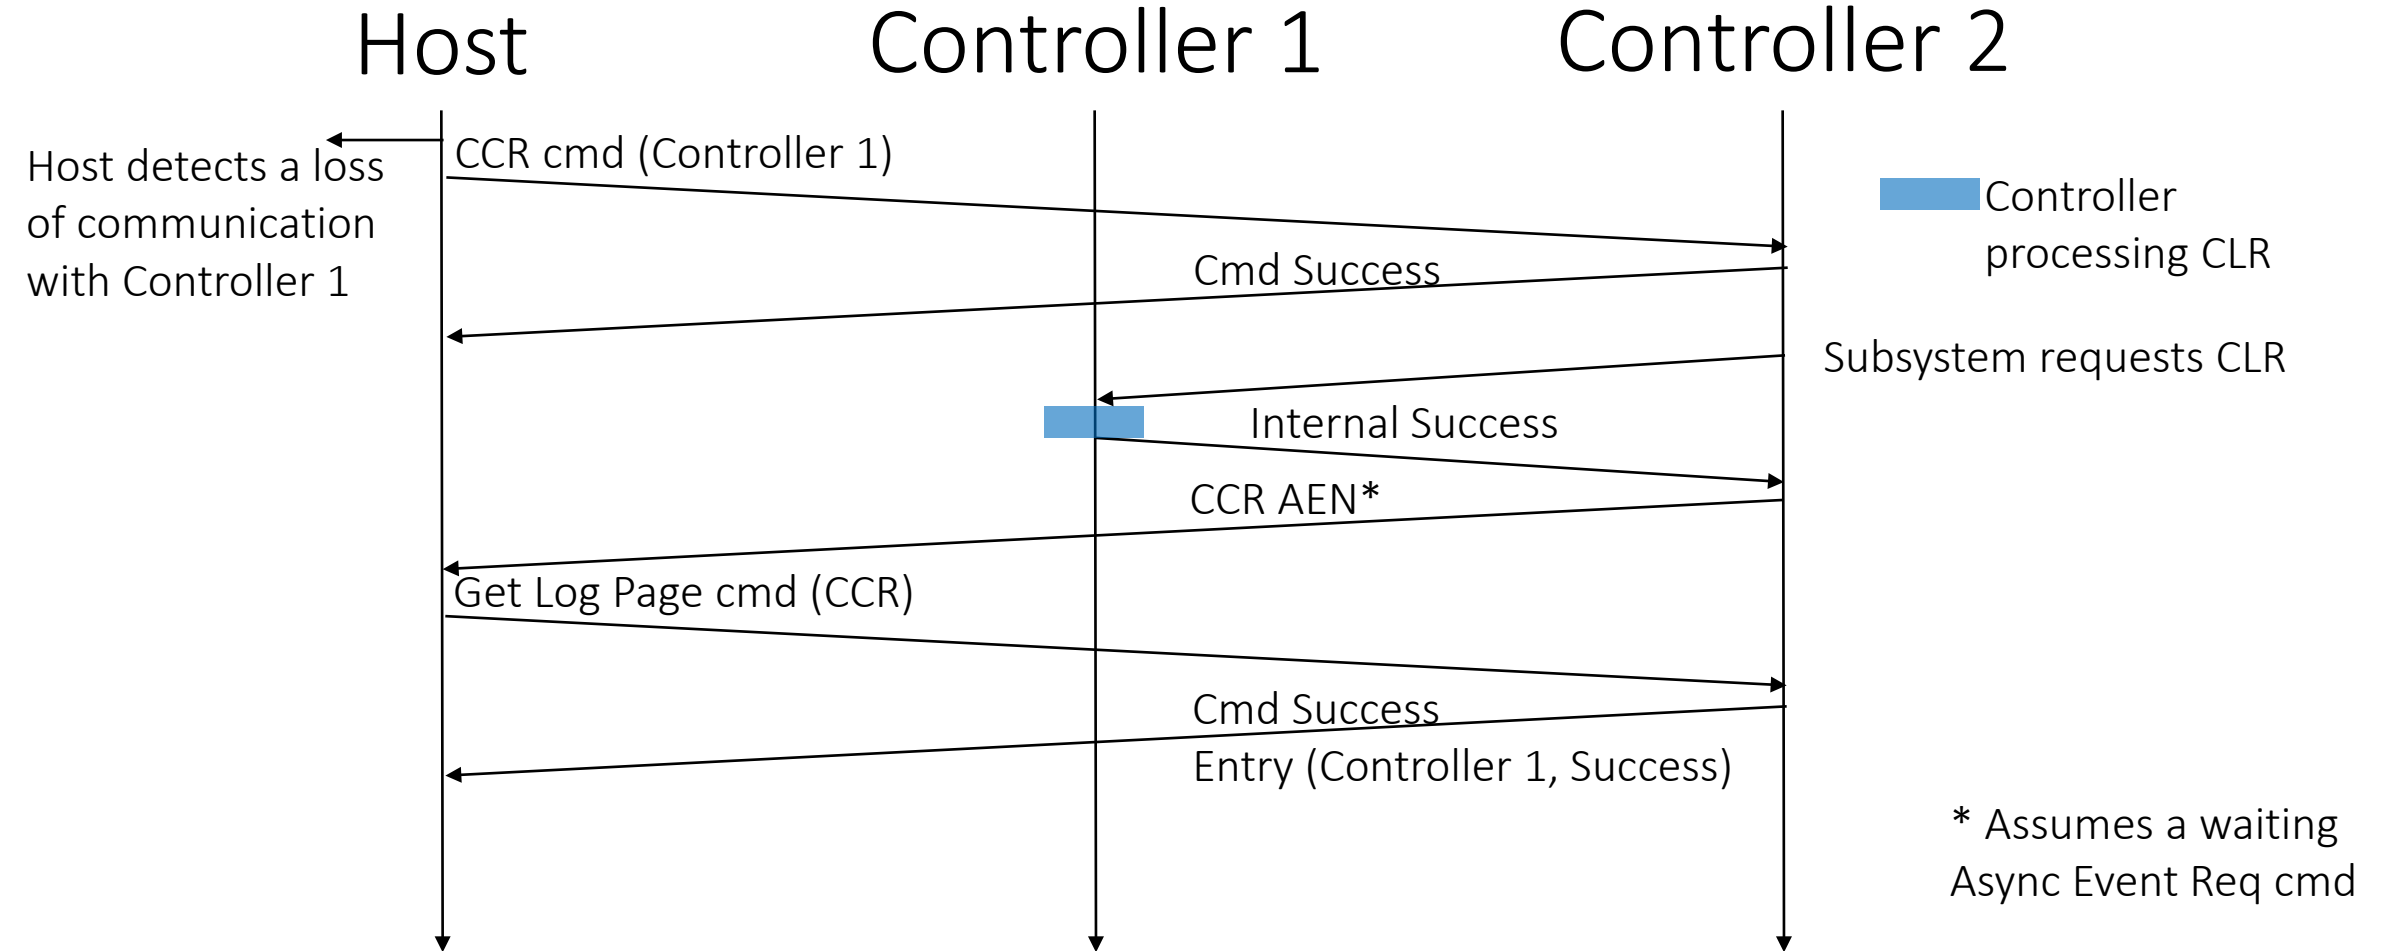 Host
Controller 1
Controller 2
Host detects a loss
of communication
with Controller 1
CCR cmd (Controller 1)
Controller
processing CLR
Cmd Success
Subsystem requests CLR
Internal Success
CCR AEN*
Get Log Page cmd (CCR)
Cmd Success
Entry (Controller 1, Success)
* Assumes a waiting
Async Event Req cmd